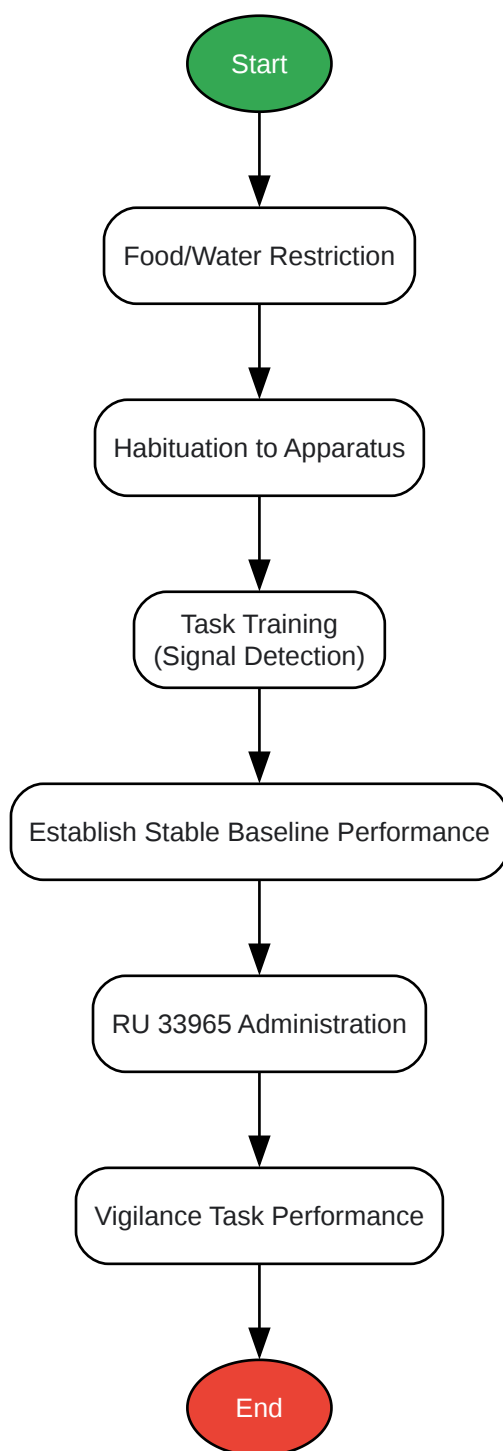 Start
Food/Water Restriction
Habituation to Apparatus
Task Training
(Signal Detection)
Establish Stable Baseline Performance
RU 33965 Administration
Vigilance Task Performance
End